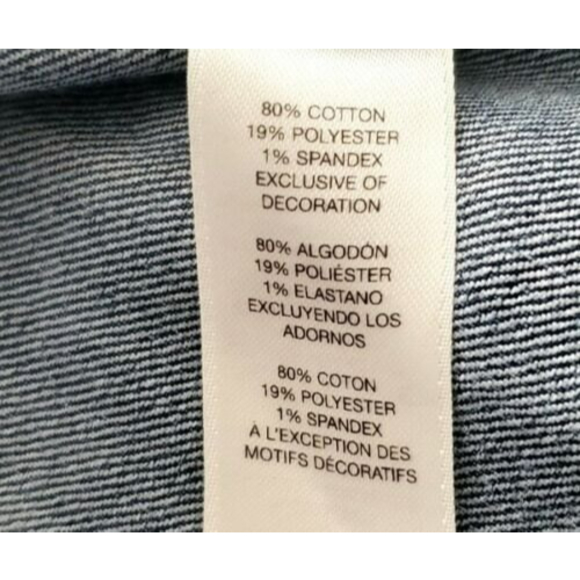 80% COTTON
19% POLYESTER
1% SPANDEX
EXCLUSIVE OF
DECORATION
80% ALGODÓN
19% POLIÉSTER
1% ELASTANO
EXCLUYENDO LOS
ADORNOS
80% COTON
19% POLYESTER
1% SPANDEX
À L'EXCEPTION DES
MOTIFS DÉCORATIFS